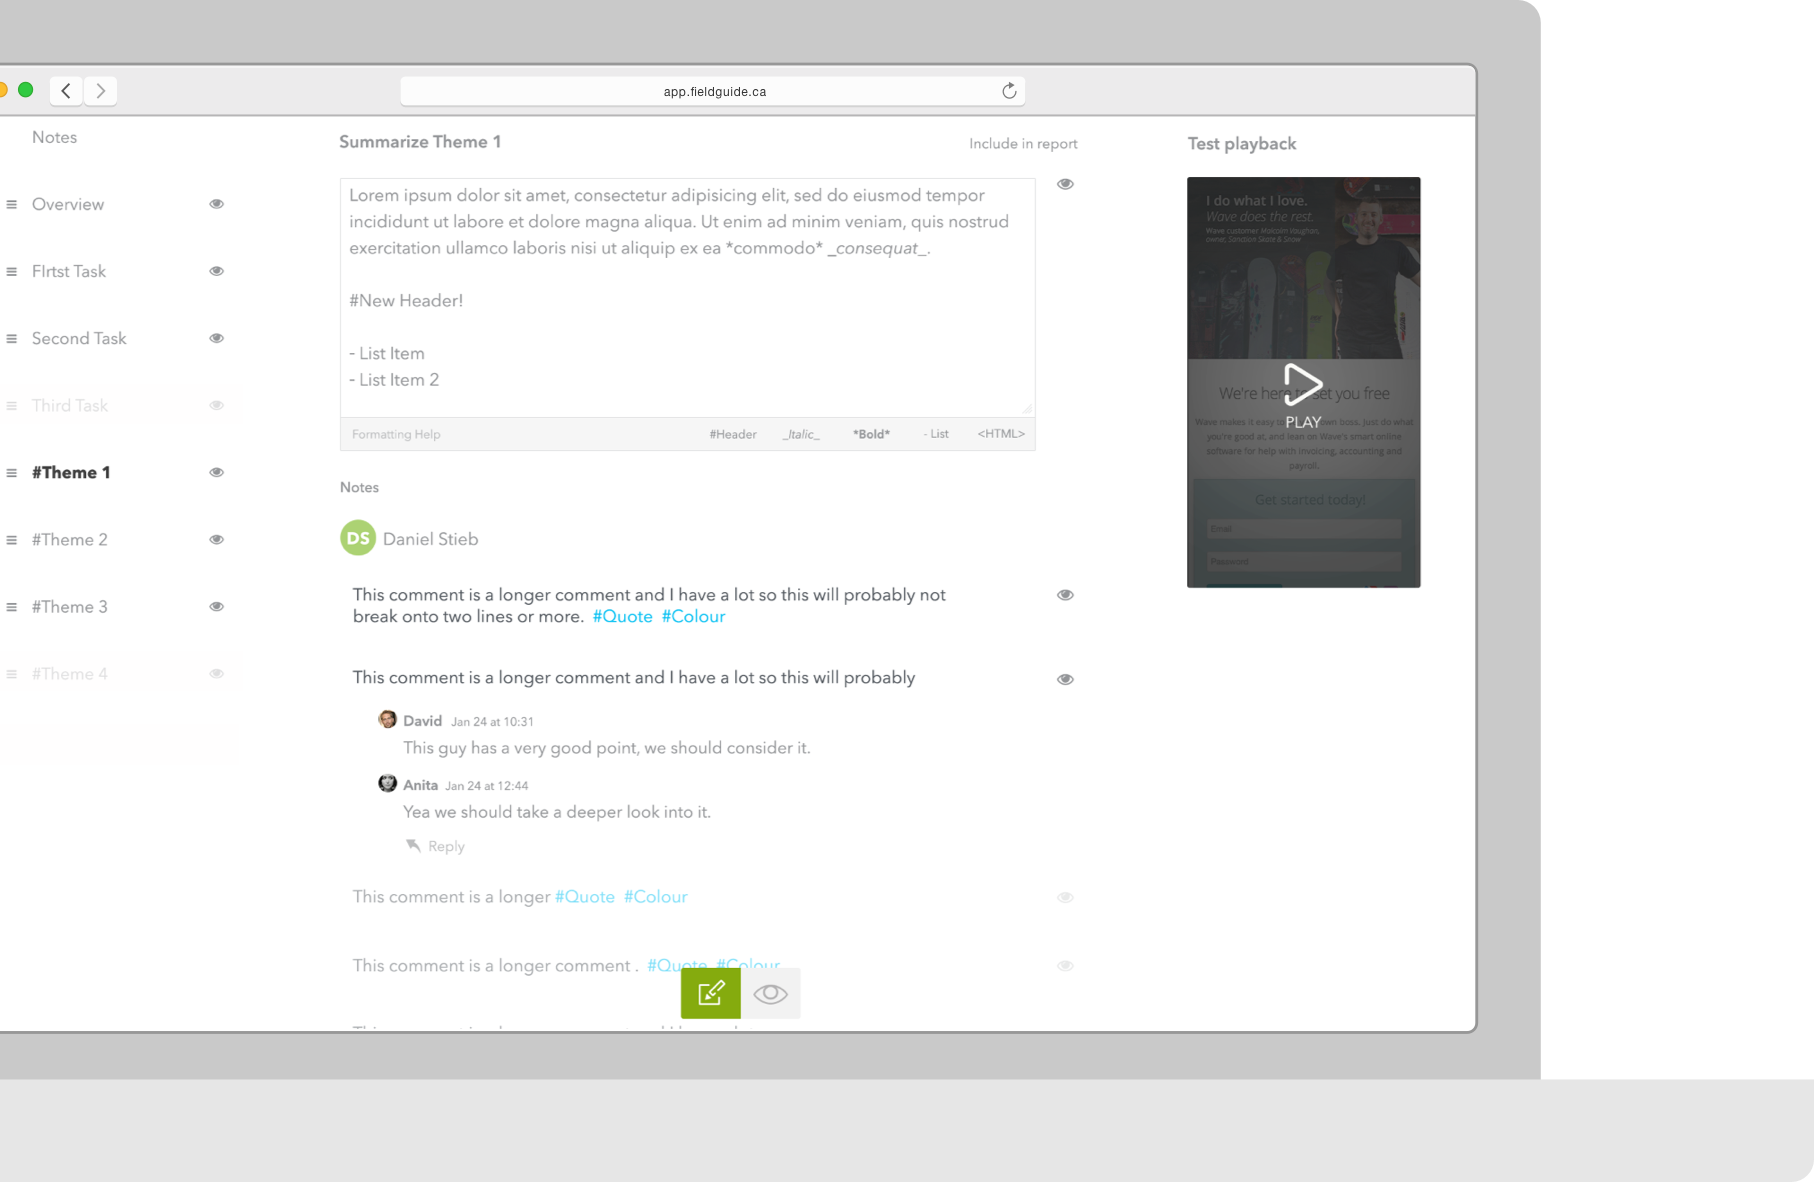 app.fieldguide.ca
Notes
Overview
FIrtst Task
Second Task
Third Task
#Theme 1
#Theme 2
#Theme 3
#Theme 4
Summarize Theme 1
Include in report
Lorem ipsum dolor sit amet, consectetur adipisicing elit, sed do eiusmod tempor
incididunt ut labore et dolore magna aliqua. Ut enim ad minim veniam, quis nostrud
exercitation ullamco laboris nisi ut aliquip ex ea *commodo* _consequat_.
#New Header!
- List Item
- List Item 2
Formatting Help
#Header
_Italic_
*Bold*
- List
<HTML>
Notes
DS Daniel Stieb
This comment is a longer comment and I have a lot so this will probably not
break onto two lines or more. #Quote #Colour
This comment is a longer comment and I have a lot so this will probably
David Jan 24 at 10:31
This guy has a very good point, we should consider it.
Anita Jan 24 at 12:44
Yea we should take a deeper look into it.
Reply
This comment is a longer #Quote #Colour
This comment is a longer comment . #Quote #Colour
Test playback
I do what I love.
Wave does the rest.
Wave customer Malcolm Vaughan,
owner, Sanction Skate & Snow
We're here to set you free
PLAY
Wave makes it easy to own boss. Just do what
you're good at, and lean on Wave's smart online
software for help with invoicing, accounting and
payroll.
Get started today!
Email
Password